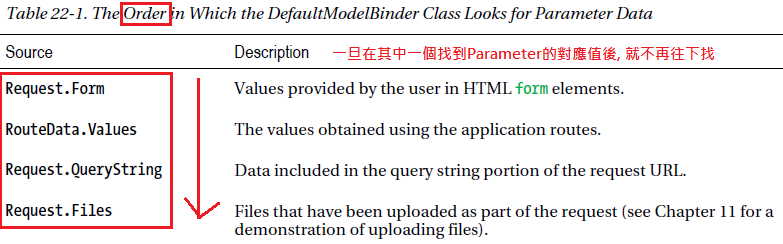 Table 22-1. The Order in Which the DefaultModelBinder Class Looks for Parameter Data
Source Description 一旦在其中一個找到Parameter的對應值後, 就不再往下找
Request.Form Values provided by the user in HTML form elements.
RouteData.Values The values obtained using the application routes.
Request.QueryString Data included in the query string portion of the request URL.
Request.Files Files that have been uploaded as part of the request (see Chapter 11 for a
demonstration of uploading files).